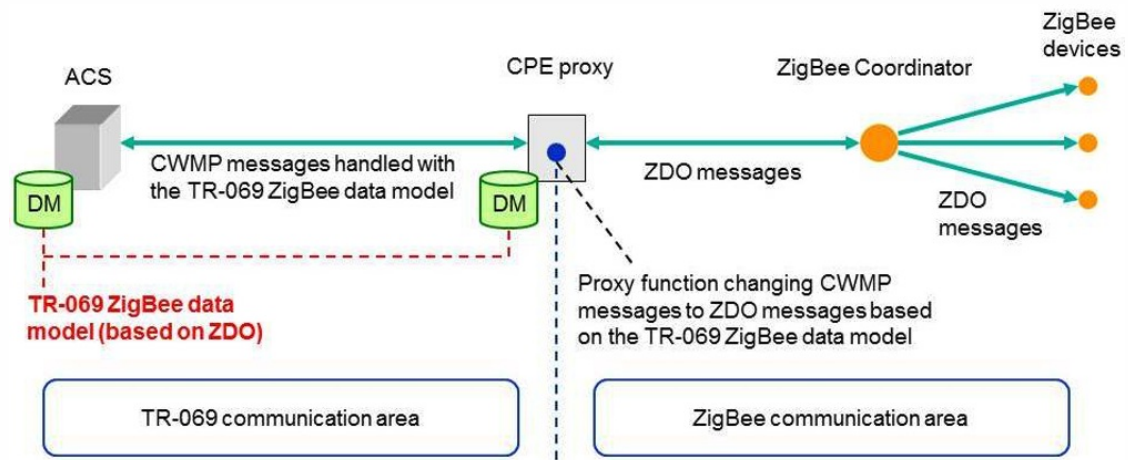 ZigBee
devices
ACS
CPE proxy
ZigBee Coordinator
CWMP messages handled with
the TR-069 ZigBee data model
ZDO messages
DM
DM
ZDO
messages
TR-069 ZigBee data
model (based on ZDO)
Proxy function changing CWMP
messages to ZDO messages based
on the TR-069 ZigBee data model
TR-069 communication area
ZigBee communication area